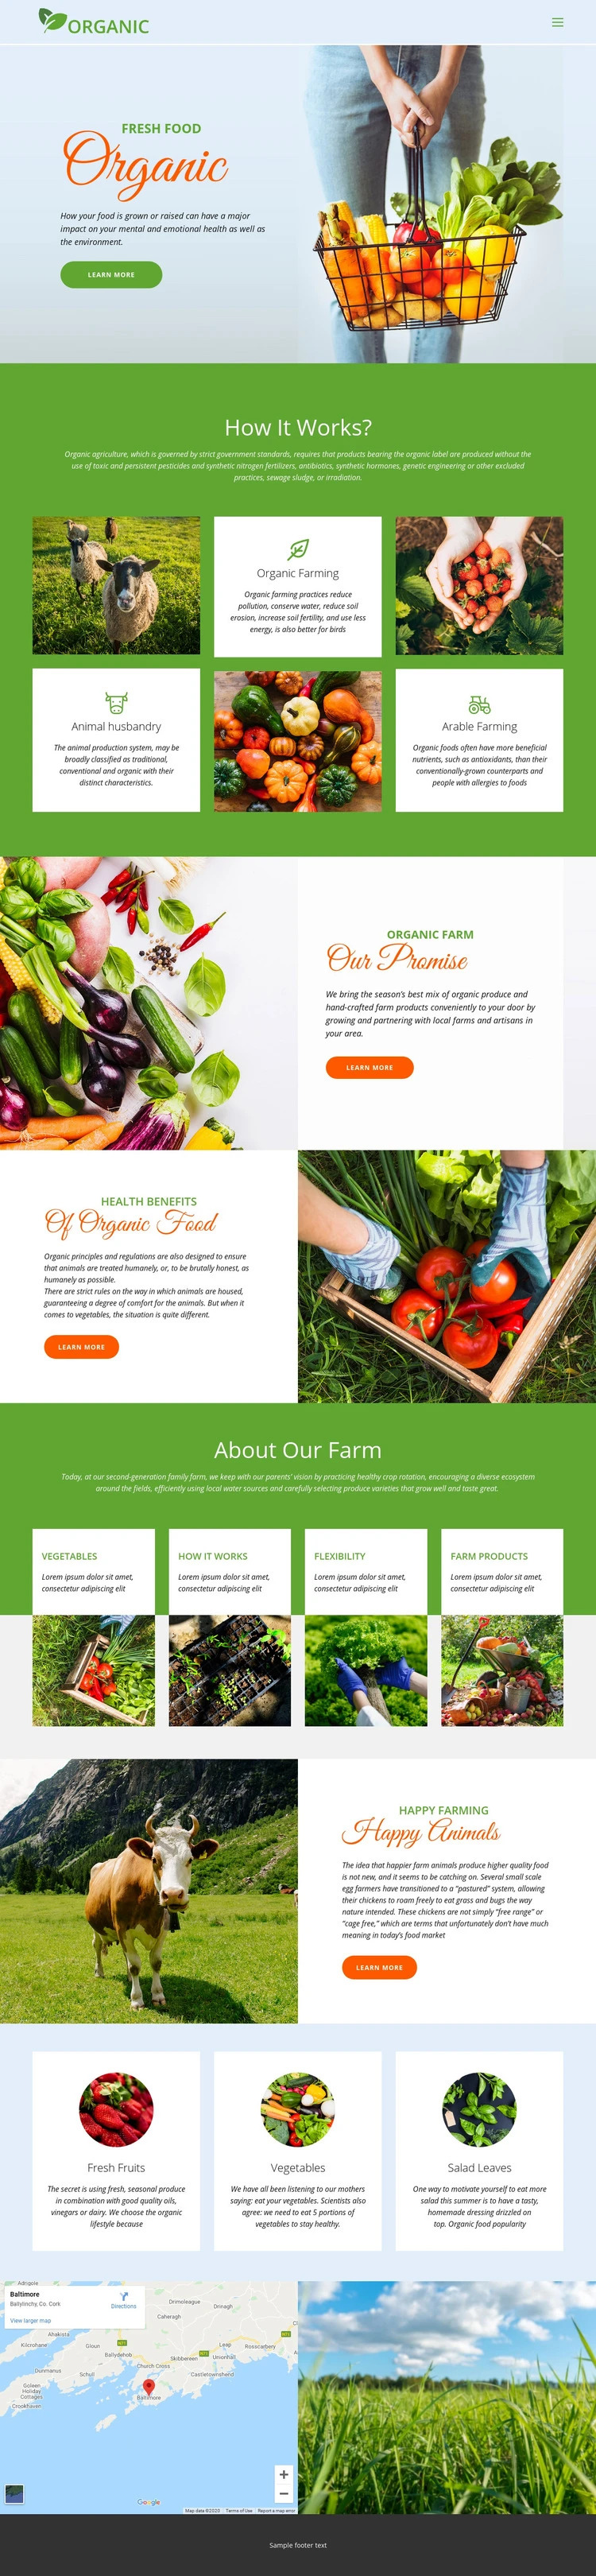 ORGANIC
FRESH FOOD
Organic
How your food is grown or raised can have a major
impact on your mental and emotional health as well as
the environment.
LEARN MORE
How It Works?
Organic agriculture, which is governed by strict government standards, requires that products bearing the organic label are produced without the
use of toxic and persistent pesticides and synthetic nitrogen fertilizers, antibiotics, synthetic hormones, genetic engineering or other excluded
practices, sewage sludge, or irradiation.
Organic Farming
Organic farming practices reduce
pollution, conserve water, reduce soil
erosion, increase soil fertility, and use less
energy, is also better for birds
Animal husbandry
The animal production system, may be
broadly classified as traditional,
conventional and organic with their
distinct characteristics.
Arable Farming
Organic foods often have more beneficial
nutrients, such as antioxidants, than their
conventionally-grown counterparts and
people with allergies to foods
ORGANIC FARM
Our Promise
We bring the season's best mix of organic produce and
hand-crafted farm products conveniently to your door by
growing and partnering with local farms and artisans in
your area.
LEARN MORE
HEALTH BENEFITS
Of Organic Food
Organic principles and regulations are also designed to ensure
that animals are treated humanely, or, to be brutally honest, as
humanely as possible.
There are strict rules on the way in which animals are housed,
guaranteeing a degree of comfort for the animals. But when it
comes to vegetables, the situation is quite different.
LEARN MORE
About Our Farm
Today, at our second-generation family farm, we keep with our parents' vision by practicing healthy crop rotation, encouraging a diverse ecosystem
around the fields, efficiently using local water sources and carefully selecting produce varieties that grow well and taste great.
VEGETABLES
Lorem ipsum dolor sit amet,
consectetur adipiscing elit
HOW IT WORKS
Lorem ipsum dolor sit amet,
consectetur adipiscing elit
FLEXIBILITY
Lorem ipsum dolor sit amet,
consectetur adipiscing elit
FARM PRODUCTS
Lorem ipsum dolor sit amet,
consectetur adipiscing elit
HAPPY FARMING
Happy Animals
The idea that happier farm animals produce higher quality food
is not new, and it seems to be catching on. Several small scale
egg farmers have transitioned to a "pastured" system, allowing
their chickens to roam freely to eat grass and bugs the way
nature intended. These chickens are not simply "free range" or
"cage free," which are terms that unfortunately don't have much
meaning in today's food market
LEARN MORE
Fresh Fruits
The secret is using fresh, seasonal produce
in combination with good quality oils,
vinegars or dairy. We choose the organic
lifestyle because
Vegetables
We have all been listening to our mothers
saying: eat your vegetables. Scientists also
agree: we need to eat 5 portions of
vegetables to stay healthy.
Salad Leaves
One way to motivate yourself to eat more
salad this summer is to have a tasty,
homemade dressing drizzled on
top. Organic food popularity
Adrigole
Baltimore
Ballylinchy, Co. Cork
Directions
View larger map
Drimoleague
Drinagh
Caheragh
Ahakista
Kilcrohane
Goleen
Gloun
N71
Ballydehob
Leap
Rosscarbery
N71
Skibbereen
N71
Unionhall
Dunmanus
Schull
Church Cross
Castletownshend
Holiday
Cottages
Crookhaven
Baltimore
Google
Map data ©2020
Terms of Use
Report a map error
Sample footer text